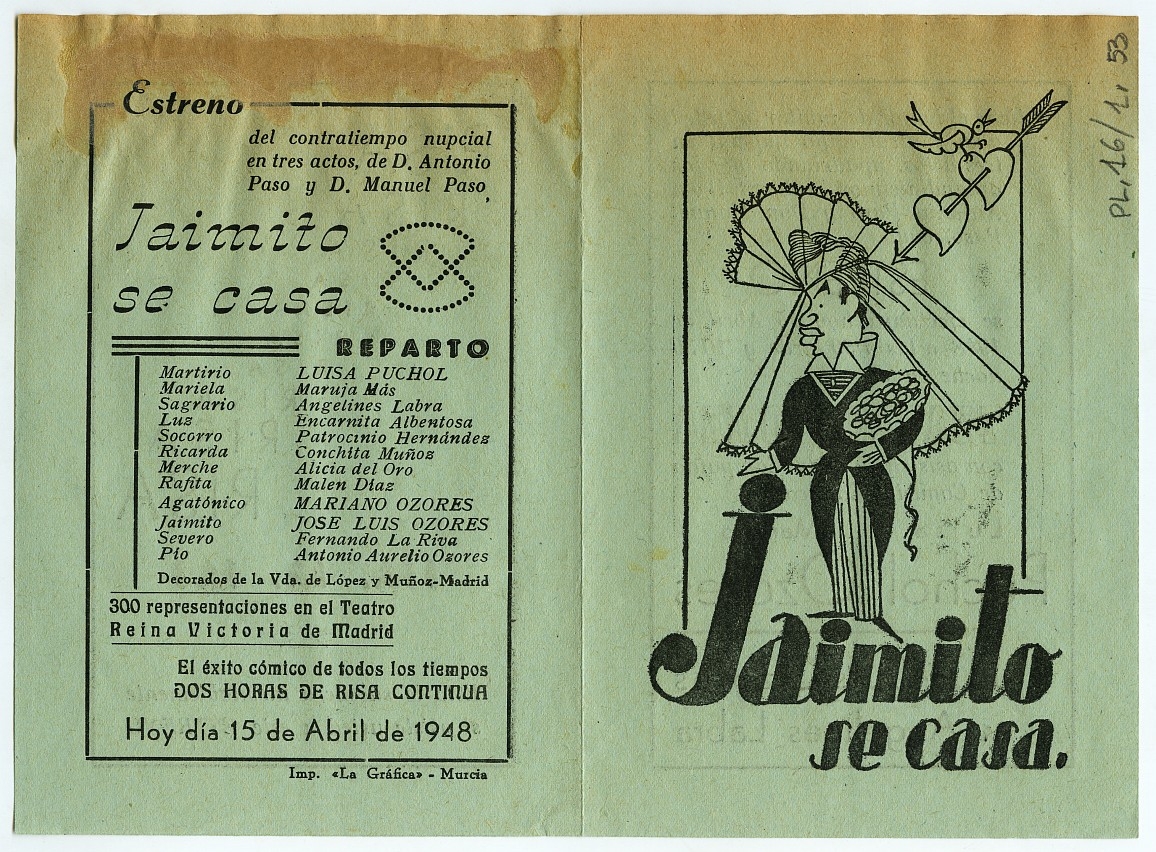 Estreno
del contratiempo nupcial
en tres actos, de D. Antonio
Paso y D. Manuel Paso,
Jaimito
se casa
REPARTO
Martirio LUISA PUCHOL
Mariela Maruja Más
Sagrario Angelines Labra
Luz Encarnita Albentosa
Socorro Patrocinio Hernández
Ricarda Conchita Muñoz
Merche Alicia del Oro
Rafita Malen Diaz
Agatónico MARIANO OZORES
Jaimito JOSE LUIS OZORES
Severo Fernando La Riva
Pío Antonio Aurelio Ozores
Decorados de la Vda. de López y Muñoz-Madrid
300 representaciones en el Teatro
Reina Victoria de Madrid
El éxito cómico de todos los tiempos
DOS HORAS DE RISA CONTINUA
Hoy día 15 de Abril de 1948
Imp. «La Gráfica» - Murcia
Jaimito
se casa.